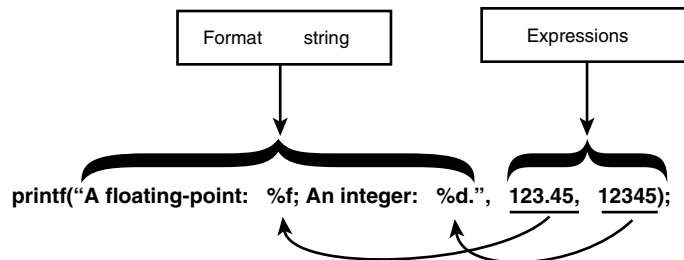 Format string
Expressions
printf(“A floating-point: %f; An integer: %d.”, 123.45, 12345);